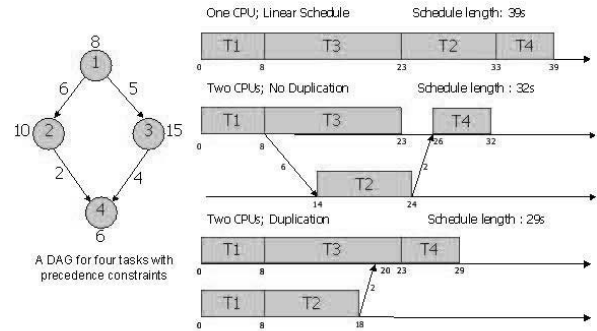 8
1
6
5
10
2
3
15
2
4
4
6
A DAG for four tasks with
precedence constraints
One CPU; Linear Schedule Schedule length: 39s
T1 T3 T2 T4
0 8 23 33 39
Two CPUs; No Duplication Schedule length : 32s
T1 T3 T4
0 8 23 26 32
6 2
T2
14 24
Two CPUs; Duplication Schedule length : 29s
T1 T3 T4
0 8 20 23 29
2
T1 T2
0 8 18